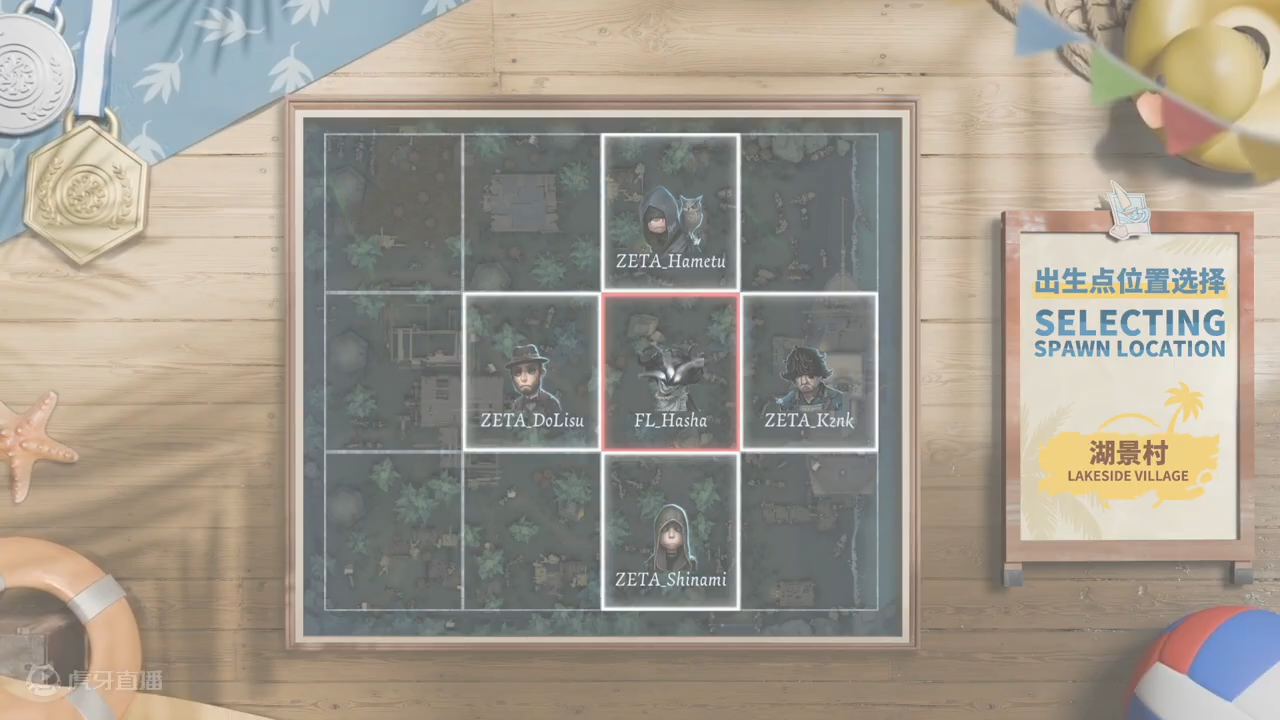 ZETA_Hametu
ZETA_DoLisu
FL_Hasha
ZETA_K2nk
ZETA_Shinami
出生点位置选择
SELECTING
SPAWN LOCATION
湖景村
LAKESIDE VILLAGE
虎牙直播